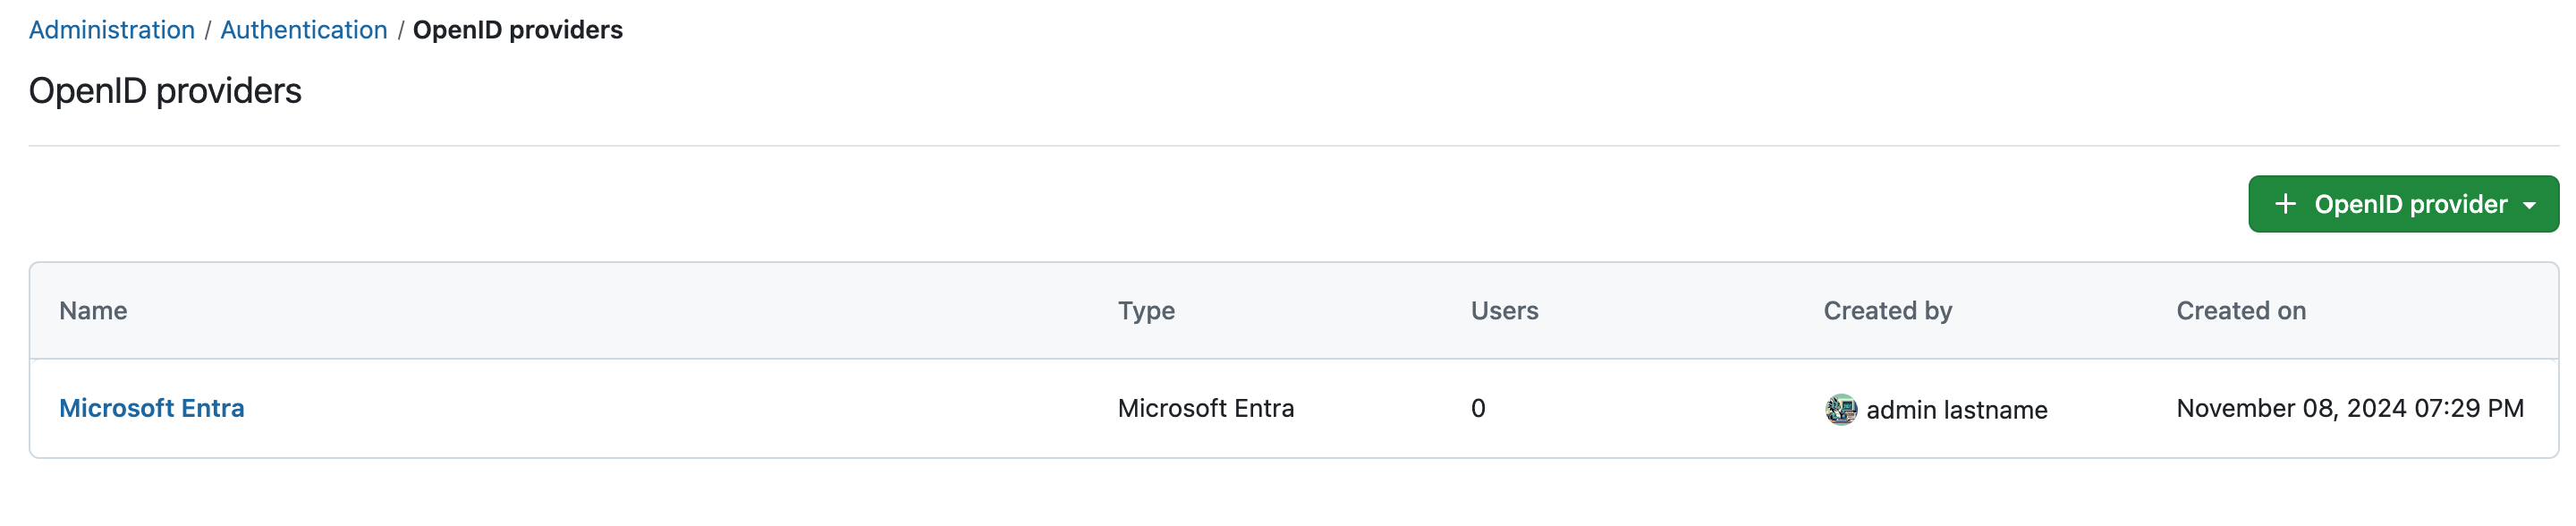 Administration / Authentication / OpenID providers
OpenID providers
+ OpenID provider
Name Type Users Created by Created on
Microsoft Entra Microsoft Entra 0 admin lastname November 08, 2024 07:29 PM